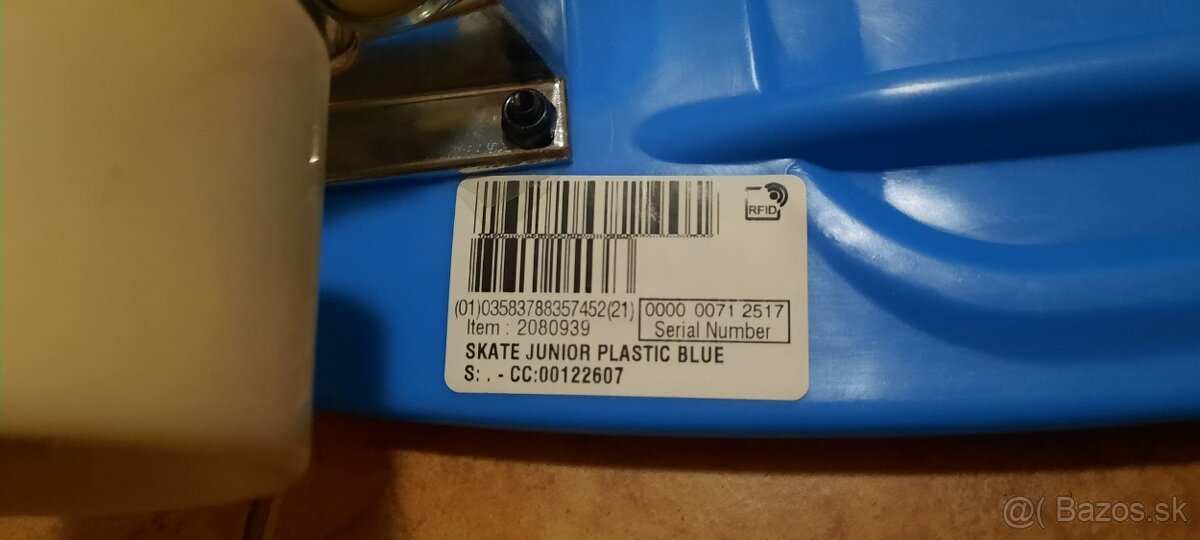 RFID
(01)03583788357452(21)
0000 0071 2517
Item : 2080939
Serial Number
SKATE JUNIOR PLASTIC BLUE
S: . - CC:00122607
@( Bazos.sk